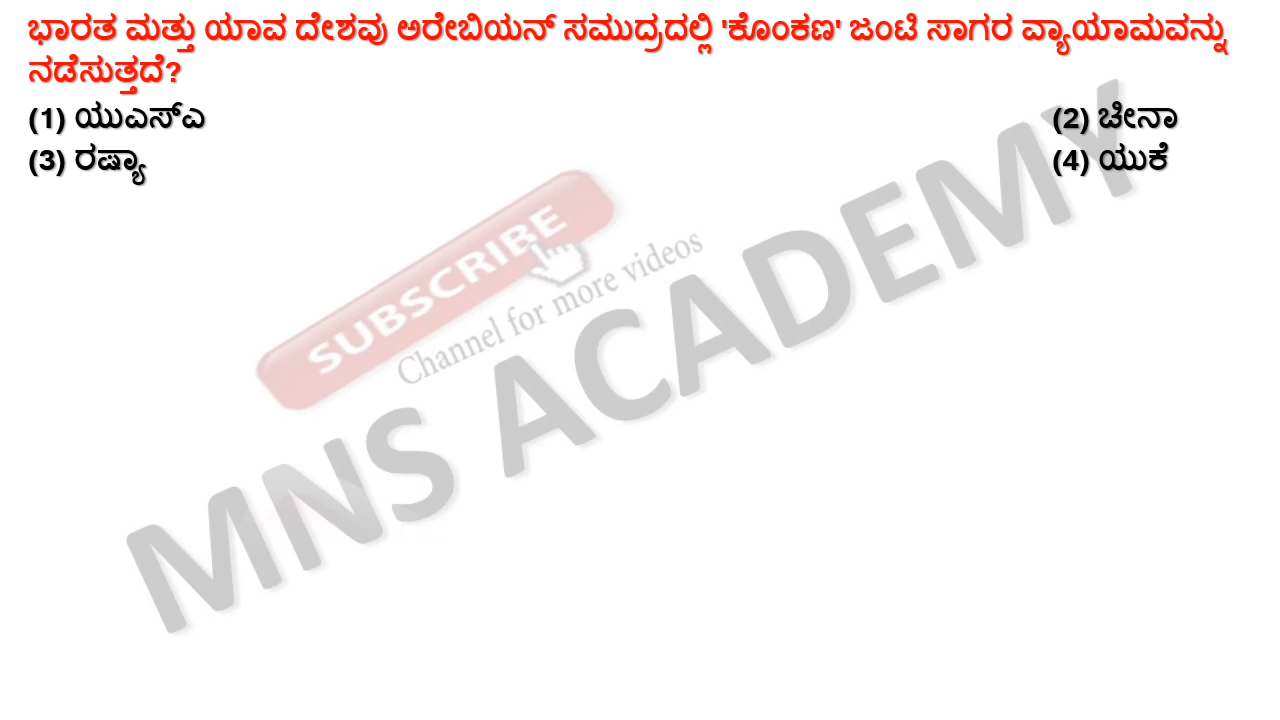 ಭಾರತ ಮತ್ತು ಯಾವ ದೇಶವು ಅರೇಬಿಯನ್ ಸಮುದ್ರದಲ್ಲಿ 'ಕೊಂಕಣ' ಜಂಟಿ ಸಾಗರ ವ್ಯಾಯಾಮವನ್ನು
ನಡೆಸುತ್ತದೆ?
(1) ಯುಎಸ್ಎ (2) ಚೀನಾ
(3) ರಷ್ಯಾ (4) ಯುಕೆ
SUBSCRIBE
Channel for more videos
MNS ACADEMY